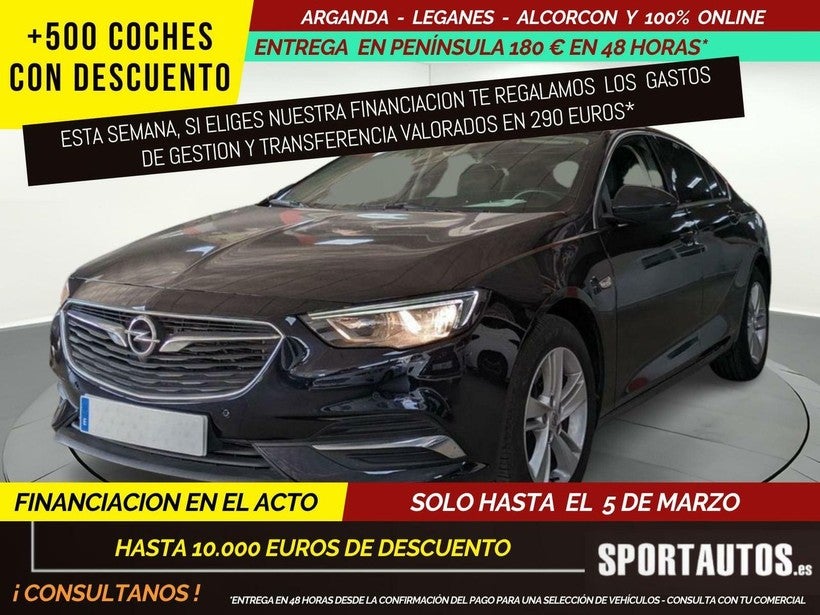 +500 COCHES
CON DESCUENTO
ARGANDA - LEGANES - ALCORCON Y 100% ONLINE
ENTREGA EN PENÍNSULA 180 € EN 48 HORAS*
ESTA SEMANA, SI ELIGES NUESTRA FINANCIACION TE REGALAMOS LOS GASTOS
DE GESTION Y TRANSFERENCIA VALORADOS EN 290 EUROS*
FINANCIACION EN EL ACTO
SOLO HASTA EL 5 DE MARZO
HASTA 10.000 EUROS DE DESCUENTO
SPORTAUTOS.es
¡ CONSULTANOS !
*ENTREGA EN 48 HORAS DESDE LA CONFIRMACIÓN DEL PAGO PARA UNA SELECCIÓN DE VEHÍCULOS - CONSULTA CON TU COMERCIAL